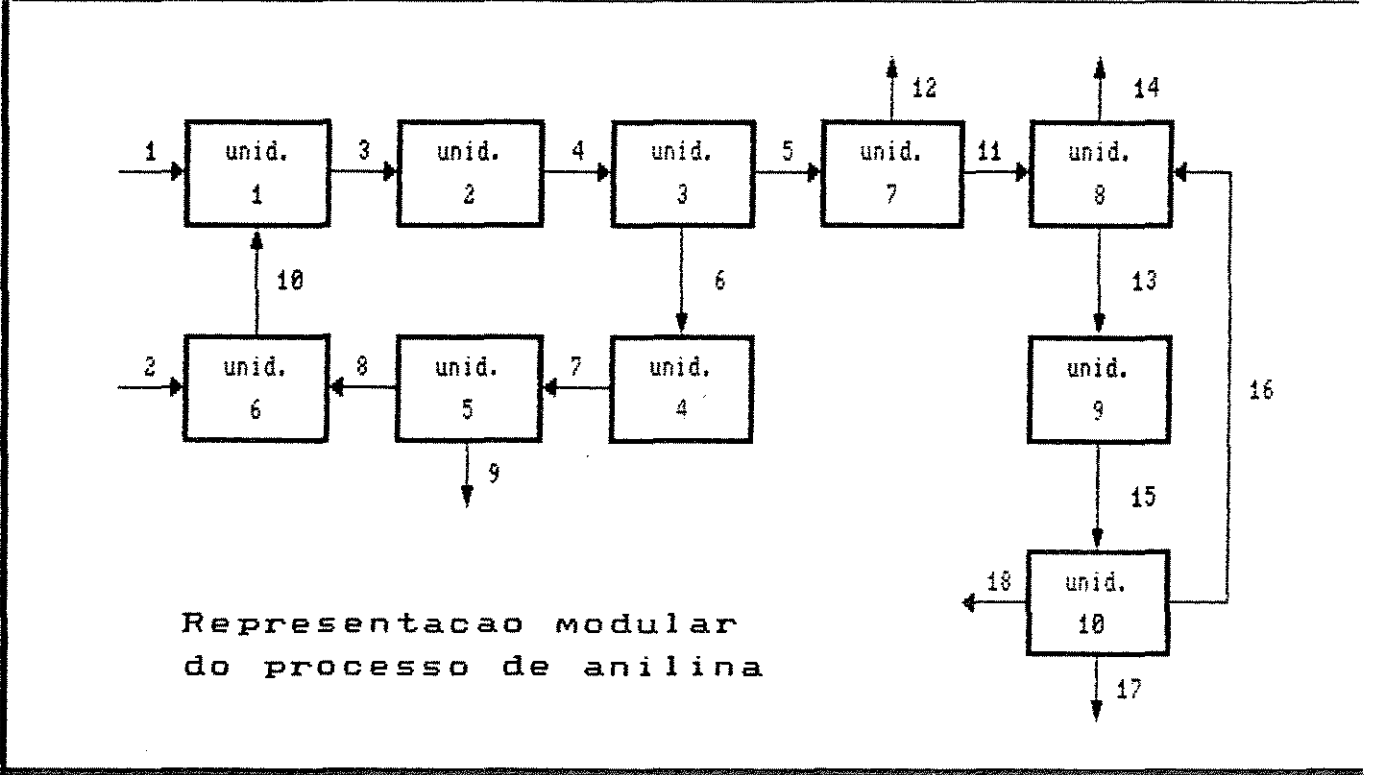 12
14
1
unid.
1
3
unid.
2
4
unid.
3
5
unid.
7
11
unid.
8
10
6
13
2
unid.
6
8
unid.
5
7
unid.
4
unid.
9
16
9
15
18
unid.
10
17
Representacao modular
do processo de anilina